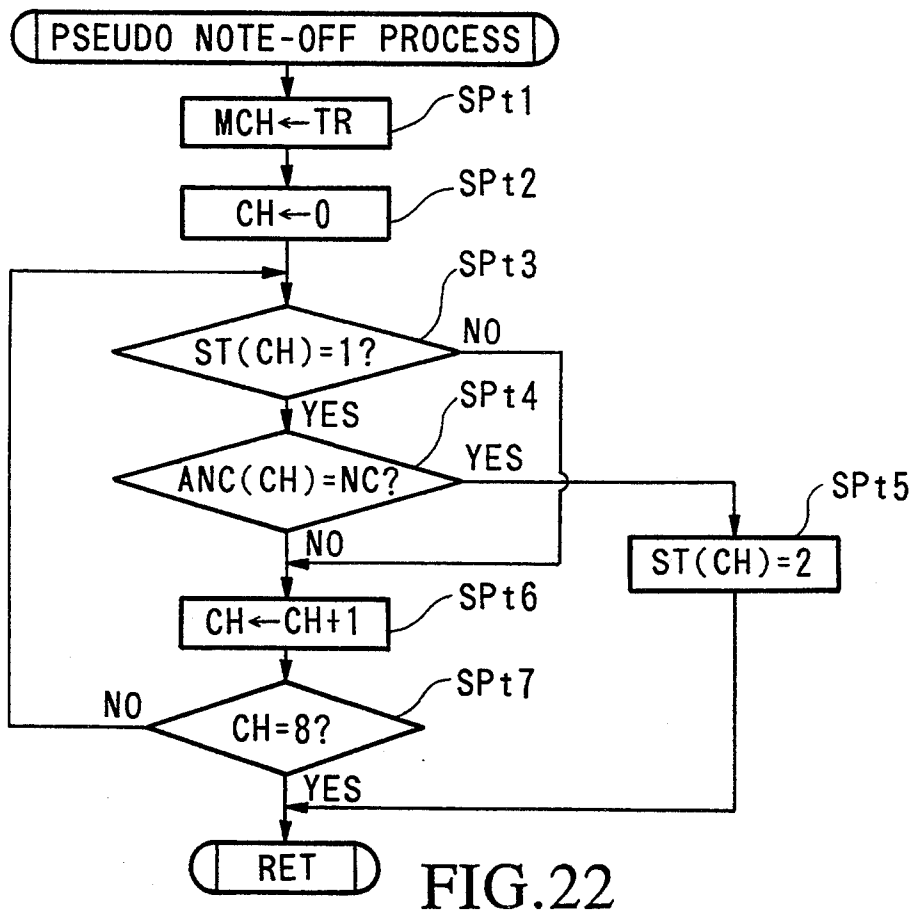 PSEUDO NOTE-OFF PROCESS
SPt1
MCH←TR
SPt2
CH←0
SPt3
ST(CH)=1?
NO
YES
SPt4
ANC(CH)=NC?
YES
SPt5
ST(CH)=2
NO
SPt6
CH←CH+1
SPt7
NO
CH=8?
YES
RET
FIG.22